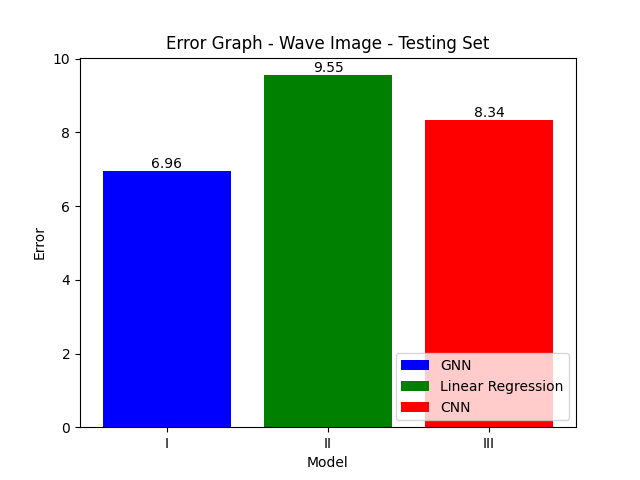 Error Graph - Wave Image - Testing Set
10
9.55
8.34
8
6.96
6
Error
4
2
0
GNN
Linear Regression
CNN
I
II
III
Model